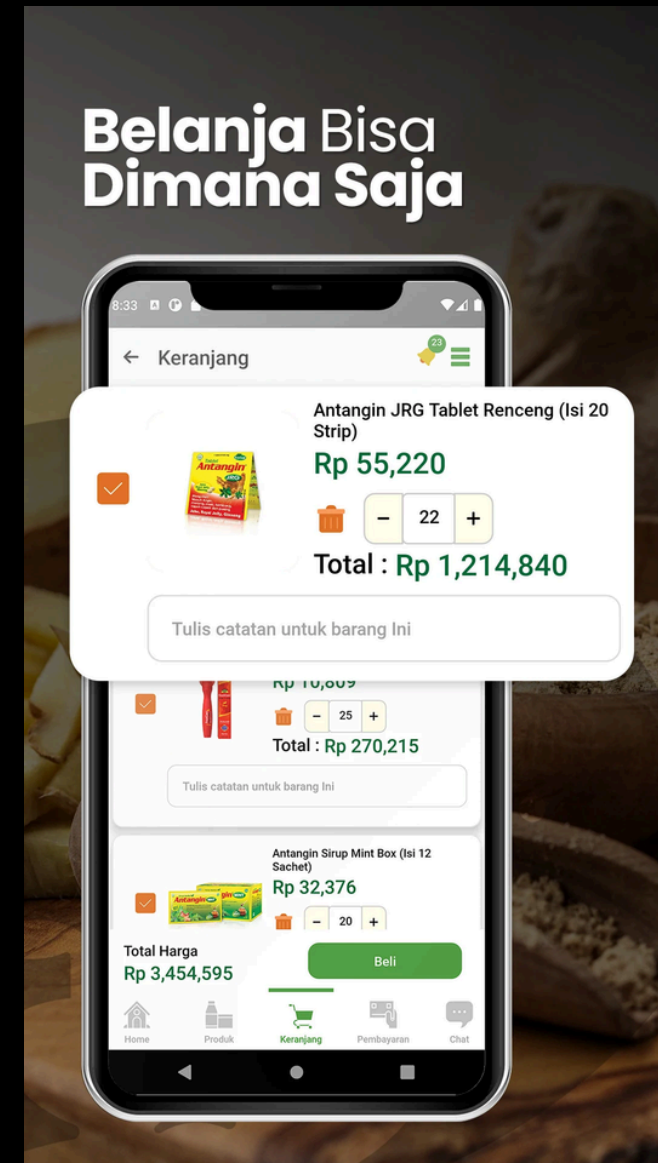 Belanja Bisa
Dimana Saja
8:33
Keranjang
23
Antangin JRG Tablet Renceng (Isi 20
Strip)
Antangin
JRG
Rp 55,220
22
Total : Rp 1,214,840
Tulis catatan untuk barang Ini
Rp 10,809
25
Total : Rp 270,215
Tulis catatan untuk barang Ini
Antangin Sirup Mint Box (Isi 12
Sachet)
Antangin
Rp 32,376
20
Total Harga
Rp 3,454,595
Beli
Home
Produk
Keranjang
Pembayaran
Chat